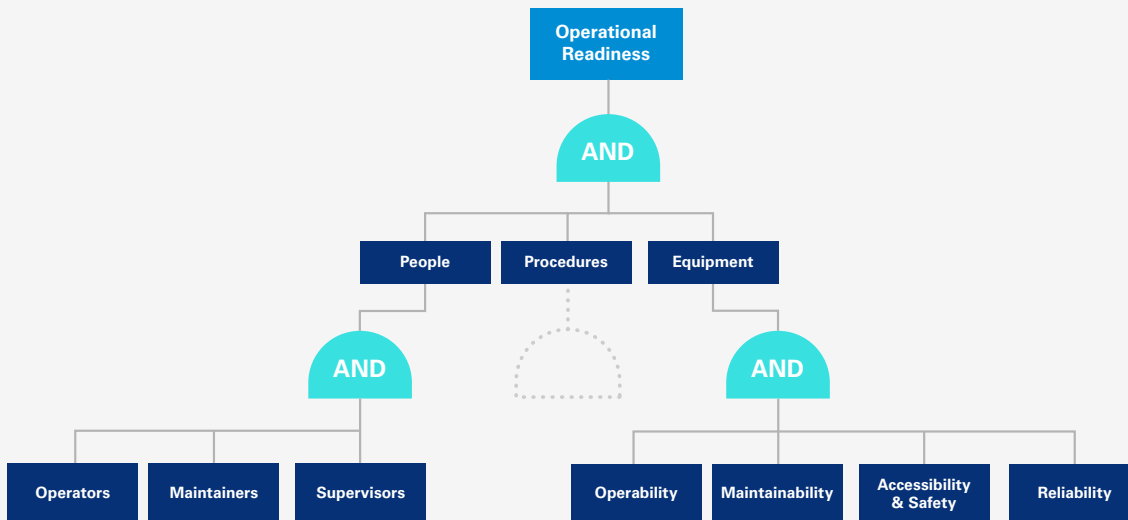 Operational
Readiness
AND
People
Procedures
Equipment
AND
AND
Operators
Maintainers
Supervisors
Operability
Maintainability
Accessibility
& Safety
Reliability